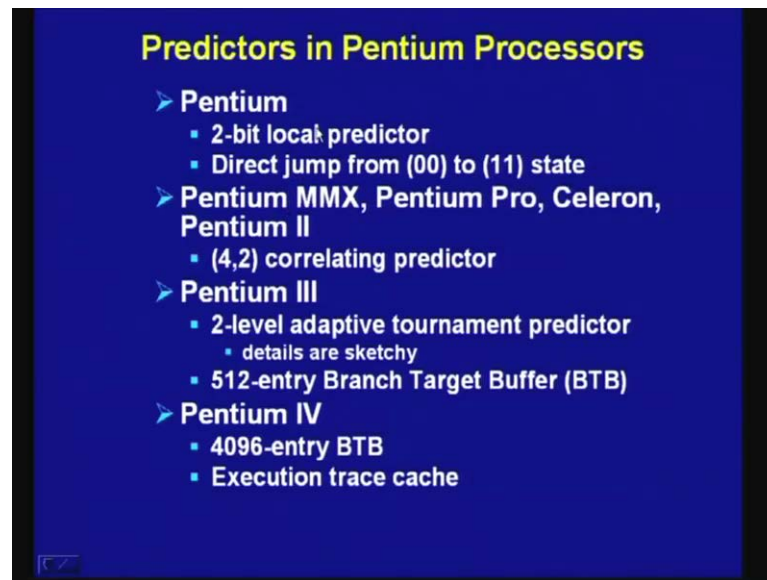 Predictors in Pentium Processors
➢ Pentium
▪ 2-bit local predictor
▪ Direct jump from (00) to (11) state
➢ Pentium MMX, Pentium Pro, Celeron,
Pentium II
▪ (4,2) correlating predictor
➢ Pentium III
▪ 2-level adaptive tournament predictor
▪ details are sketchy
▪ 512-entry Branch Target Buffer (BTB)
➢ Pentium IV
▪ 4096-entry BTB
▪ Execution trace cache